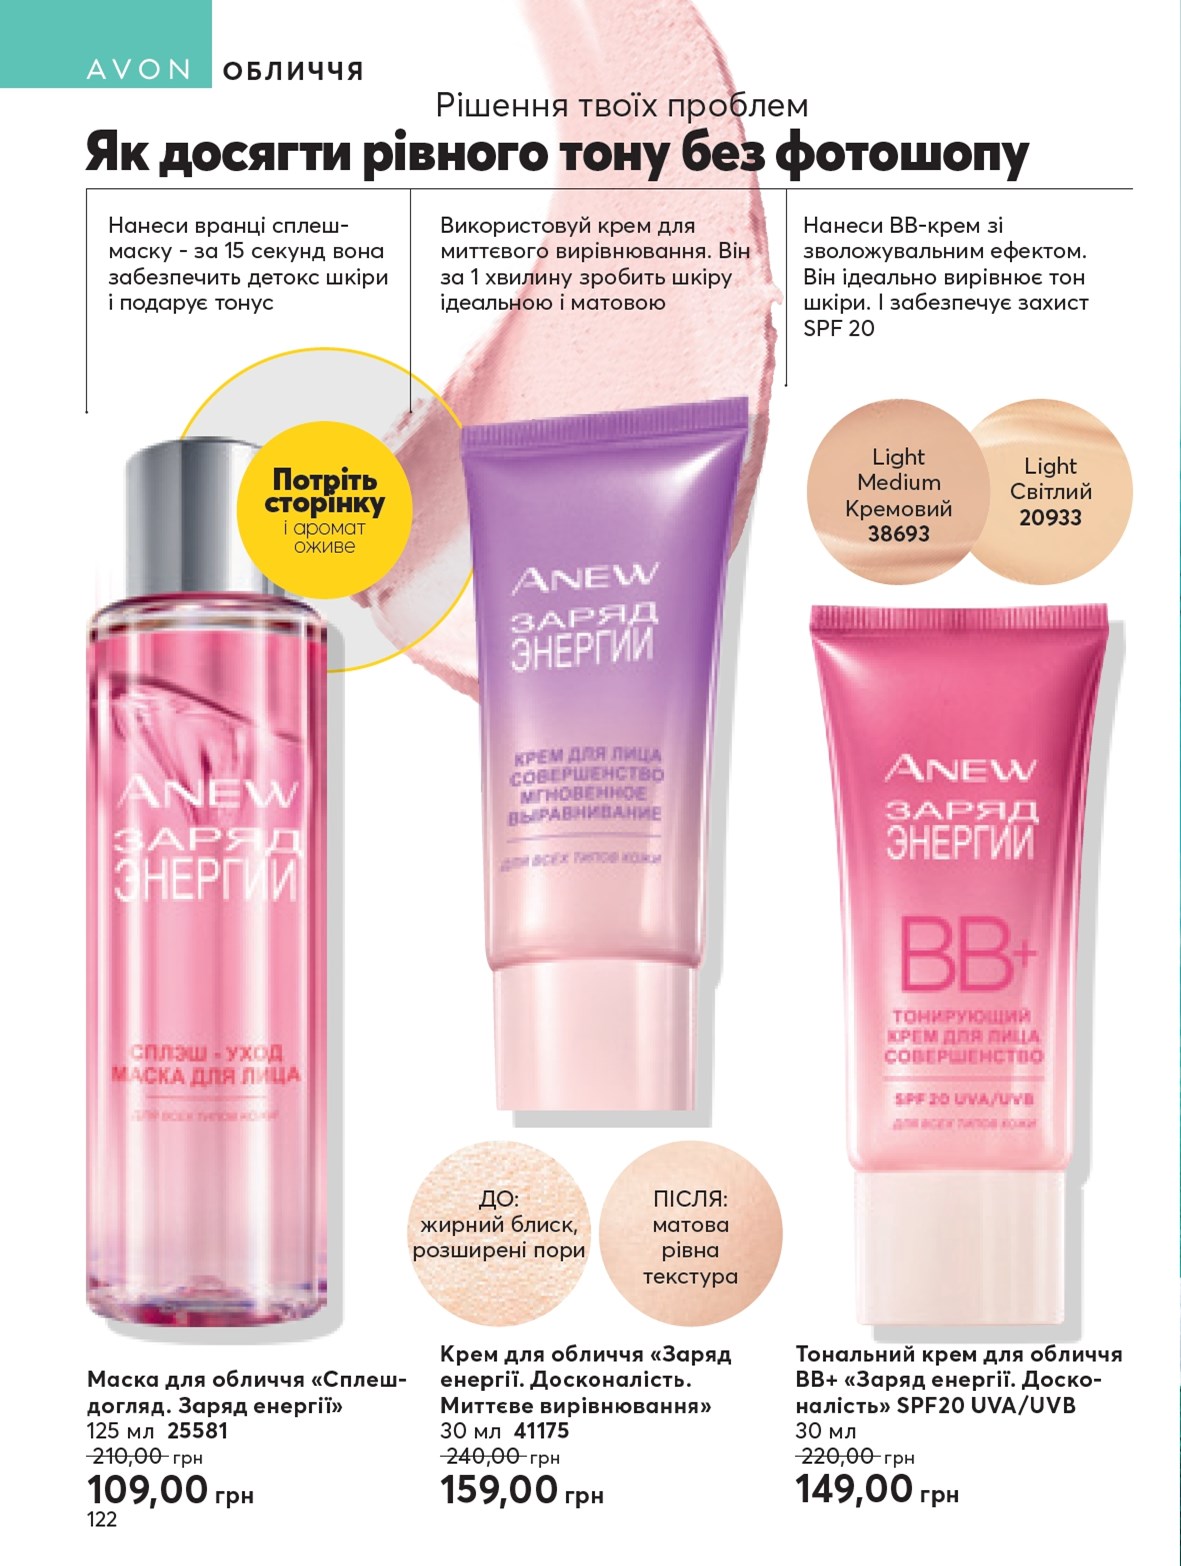 AVON ОБЛИЧЧЯ
Рішення твоїх проблем
Як досягти рівного тону без фотошопу
Нанеси вранці сплеш-
маску - за 15 секунд вона
забезпечить детокс шкіри
і подарує тонус
Використовуй крем для
миттєвого вирівнювання. Він
за 1 хвилину зробить шкіру
ідеальною і матовою
Нанеси ВВ-крем зі
зволожувальним ефектом.
Він ідеально вирівнює тон
шкіри. І забезпечує захист
SPF 20
Потріть
сторінку
і аромат
оживе
Light
Medium
Кремовий
38693
Light
Світлий
20933
ANEW
ЗАРЯД
ЭНЕРГИИ
СПЛЭШ - УХОД
МАСКА ДЛЯ ЛИЦА
ДЛЯ ВСЕХ ТИПОВ КОЖИ
ANEW
ЗАРЯД
ЭНЕРГИИ
КРЕМ ДЛЯ ЛИЦА
СОВЕРШЕНСТВО
МГНОВЕННОЕ
ВЫРАВНИВАНИЕ
ДЛЯ ВСЕХ ТИПОВ КОЖИ
ANEW
ЗАРЯД
ЭНЕРГИИ
BB+
ТОНИРУЮЩИЙ
КРЕМ ДЛЯ ЛИЦА
СОВЕРШЕНСТВО
SPF 20 UVA/UVB
ДЛЯ ВСЕХ ТИПОВ КОЖИ
ДО:
жирний блиск,
розширені пори
ПІСЛЯ:
матова
рівна
текстура
Маска для обличчя «Сплеш-
догляд. Заряд енергії»
125 мл 25581
210,00 грн
109,00 грн
Крем для обличчя «Заряд
енергії. Досконалість.
Миттєве вирівнювання»
30 мл 41175
240,00 грн
159,00 грн
Тональний крем для обличчя
ВВ+ «Заряд енергії. Доско-
налість» SPF20 UVA/UVB
30 мл
220,00 грн
149,00 грн
122